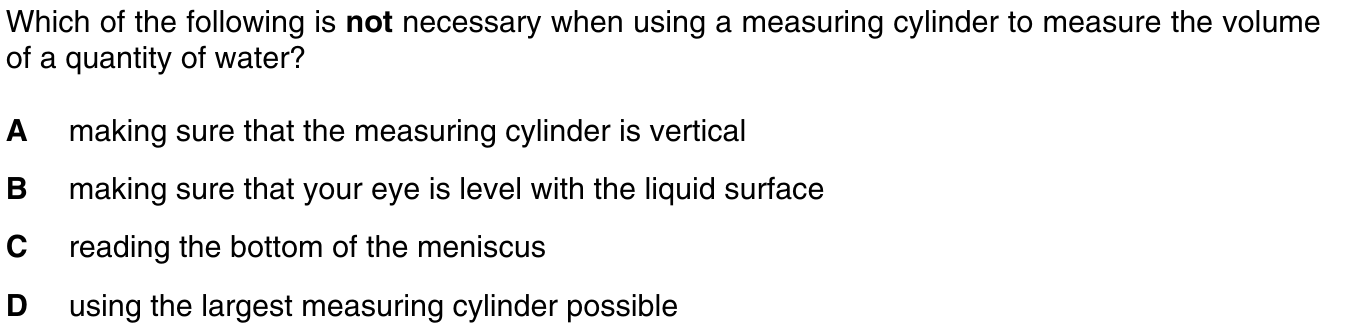 Which of the following is not necessary when using a measuring cylinder to measure the volume
of a quantity of water?
A making sure that the measuring cylinder is vertical
B making sure that your eye is level with the liquid surface
C reading the bottom of the meniscus
D using the largest measuring cylinder possible